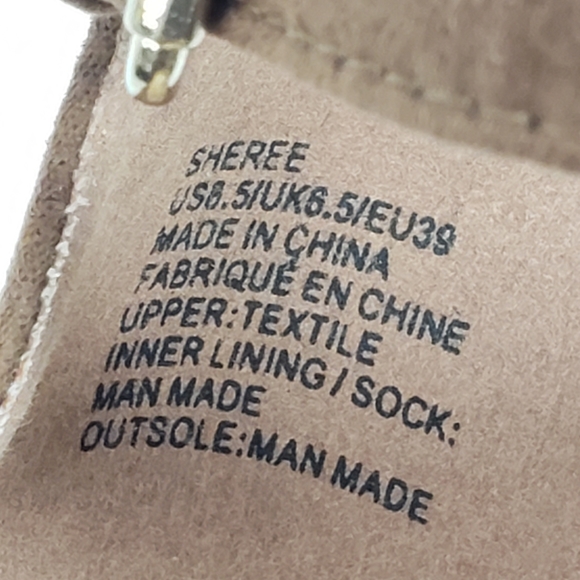 SHEREE
US8.5/UK6.5/EU39
MADE IN CHINA
FABRIQUÉ EN CHINE
UPPER:TEXTILE
INNER LINING / SOCK:
MAN MADE
OUTSOLE:MAN MADE